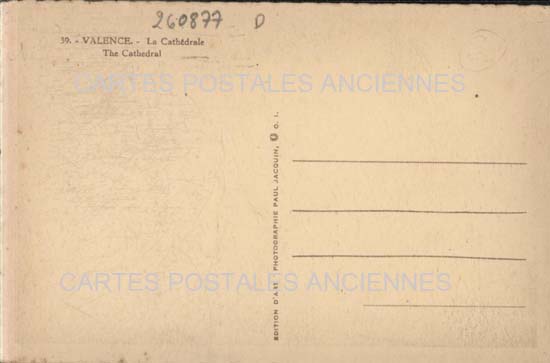 260877 D
39. - VALENCE. - La Cathédrale
The Cathedral
CARTES POSTALES ANCIENNES
EDITION D'ART PHOTOGRAPHIE PAUL JACQUIN, C. I.
CARTES POSTALES ANCIENNES